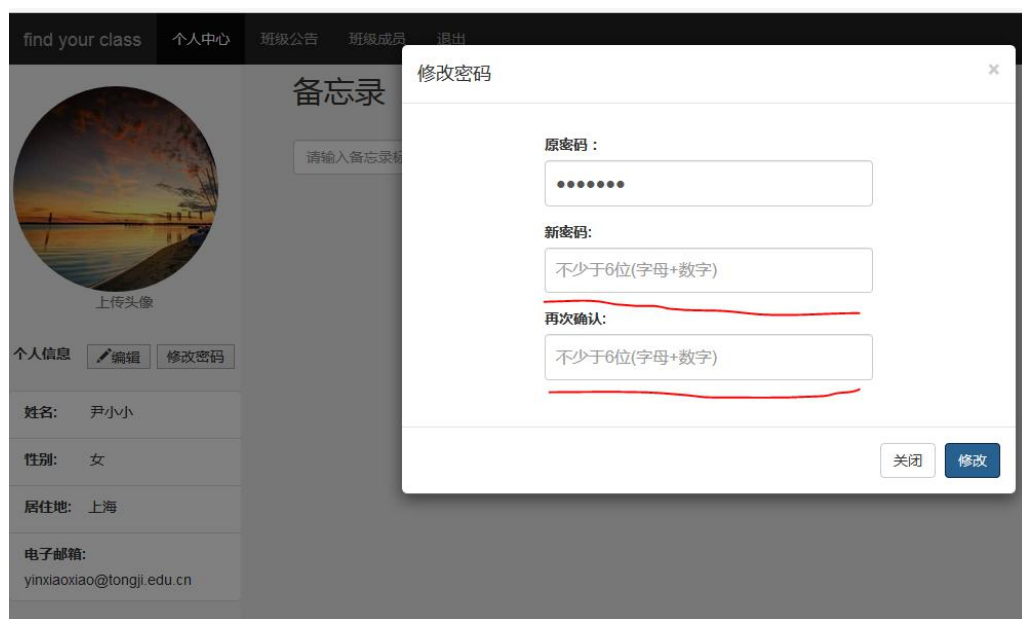 find your class 个人中心 班级公告 班级成员 退出
修改密码 ×
备忘录
请输入备忘录标
原密码：
•••••••
新密码:
不少于6位(字母+数字)
再次确认:
不少于6位(字母+数字)
关闭 修改
上传头像
个人信息 编辑 修改密码
姓名: 尹小小
性别: 女
居住地: 上海
电子邮箱:
yinxiaoxiao@tongji.edu.cn